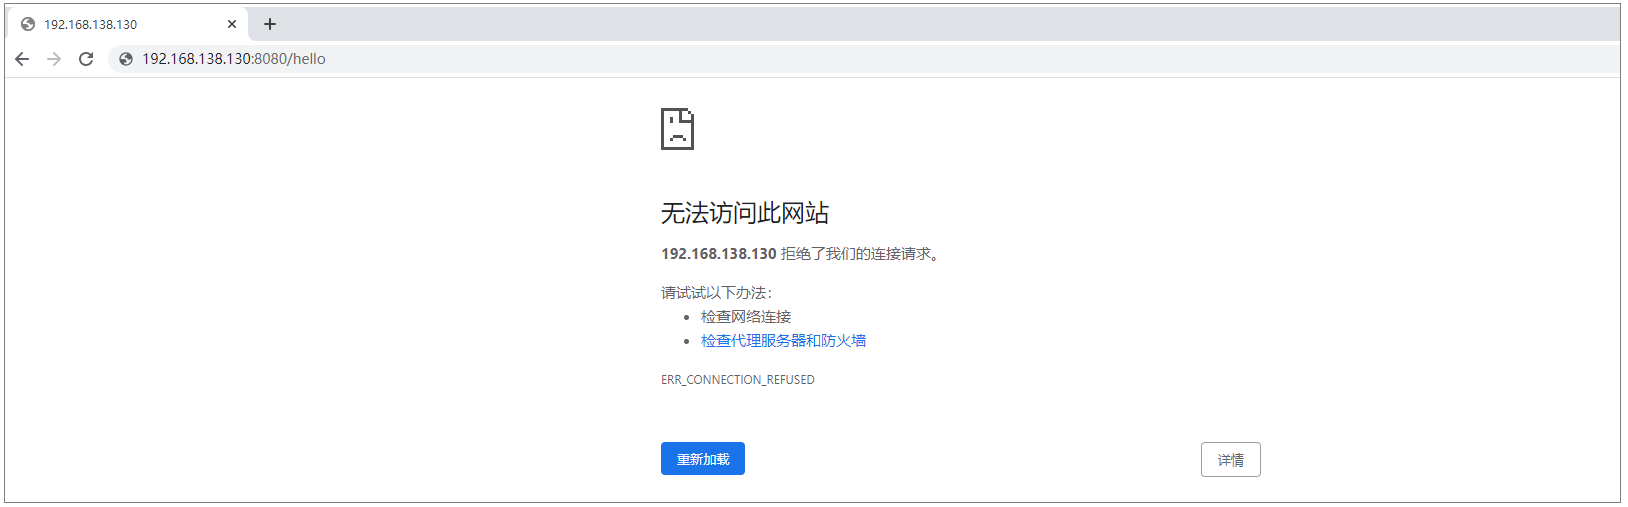 192.168.138.130
192.168.138.130:8080/hello
无法访问此网站
192.168.138.130 拒绝了我们的连接请求。
请试试以下办法：
检查网络连接
检查代理服务器和防火墙
ERR_CONNECTION_REFUSED
重新加载
详情